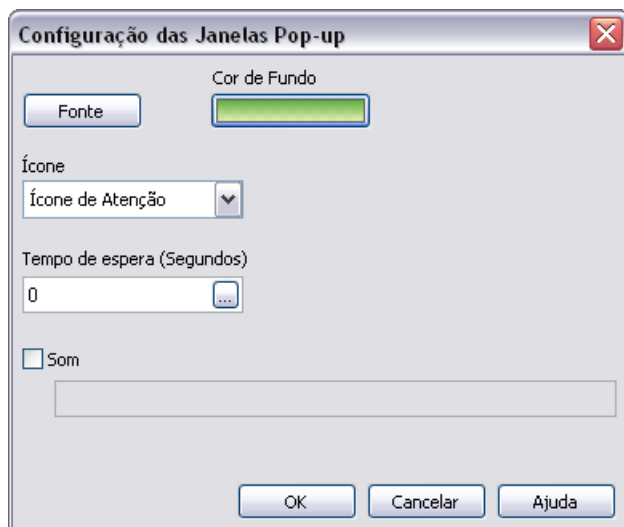 Configuração das Janelas Pop-up
Cor de Fundo
Fonte
Ícone
Ícone de Atenção
Tempo de espera (Segundos)
0
...
Som
OK
Cancelar
Ajuda